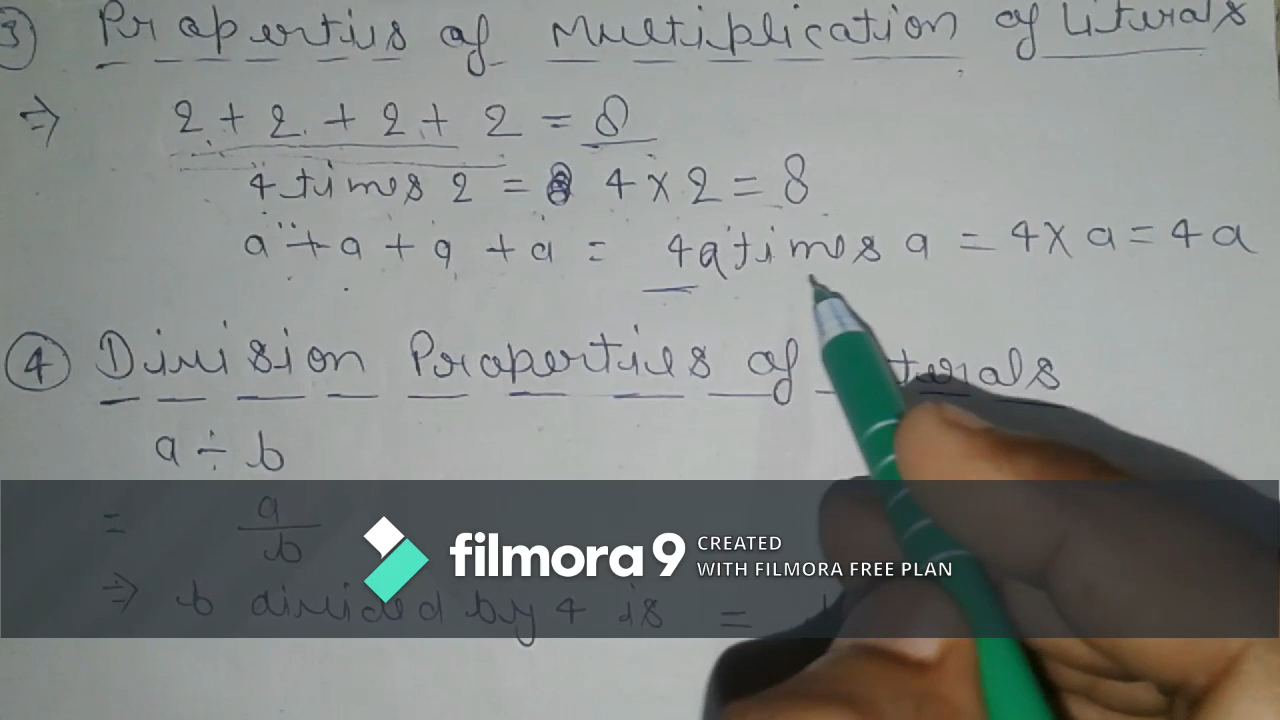 3) Properties of Multiplication of Literals
⇒ 2 + 2 + 2 + 2 = 8
4 times 2 = 4 × 2 = 8
a + a + a + a = 4a times a = 4 × a = 4a
4 Division Properties of
a ÷ b
= a/b
filmora9 CREATED WITH FILMORA FREE PLAN
⇒ b divided by 4 is =